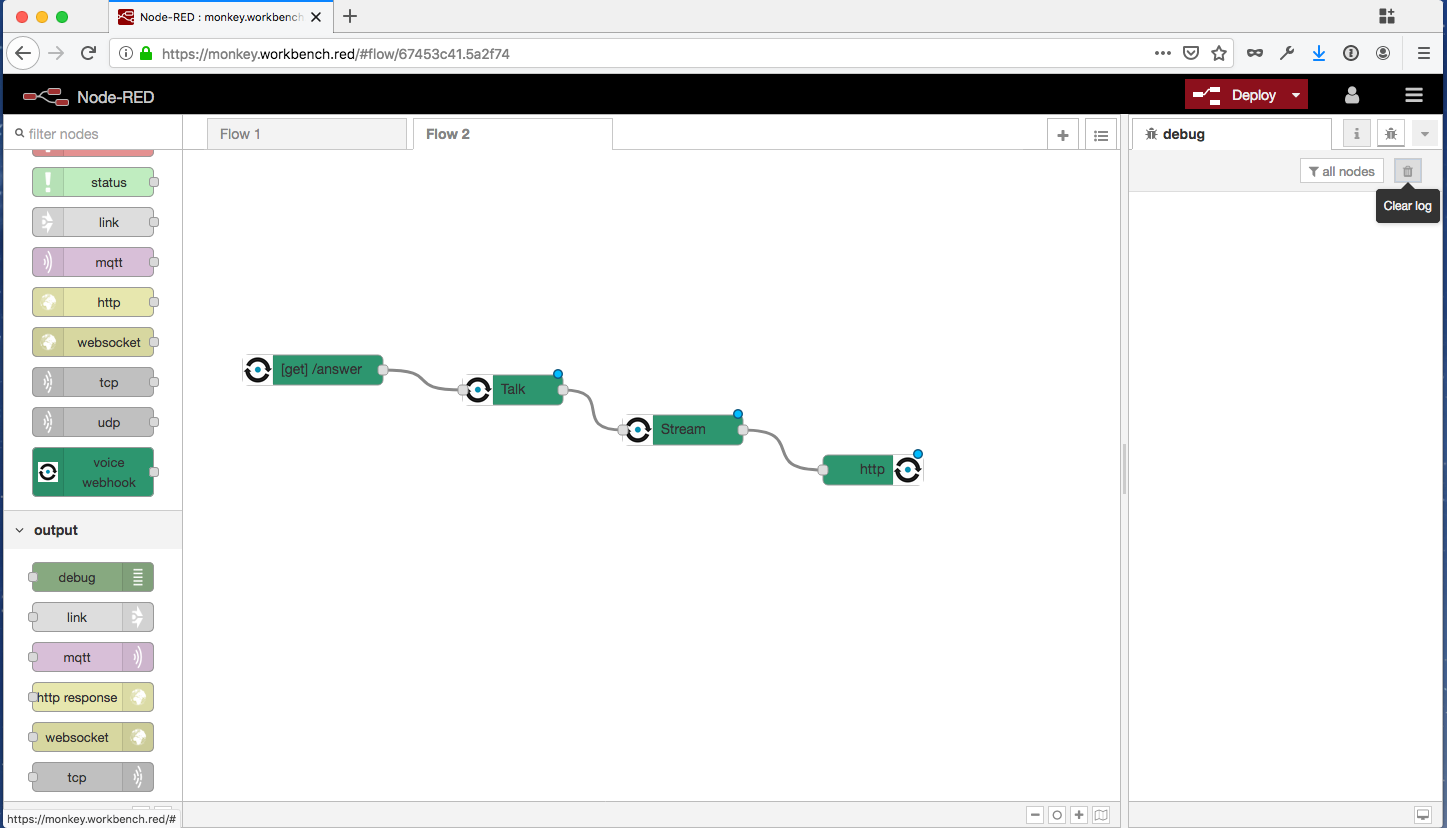 Node-RED : monkey.workbench
https://monkey.workbench.red/#flow/67453c41.5a2f74
Node-RED
Deploy
filter nodes
Flow 1
Flow 2
debug
i
all nodes
Clear log
status
link
mqtt
http
websocket
tcp
udp
voice
webhook
output
debug
link
mqtt
http response
websocket
tcp
[get] /answer
Talk
Stream
http
https://monkey.workbench.red/#